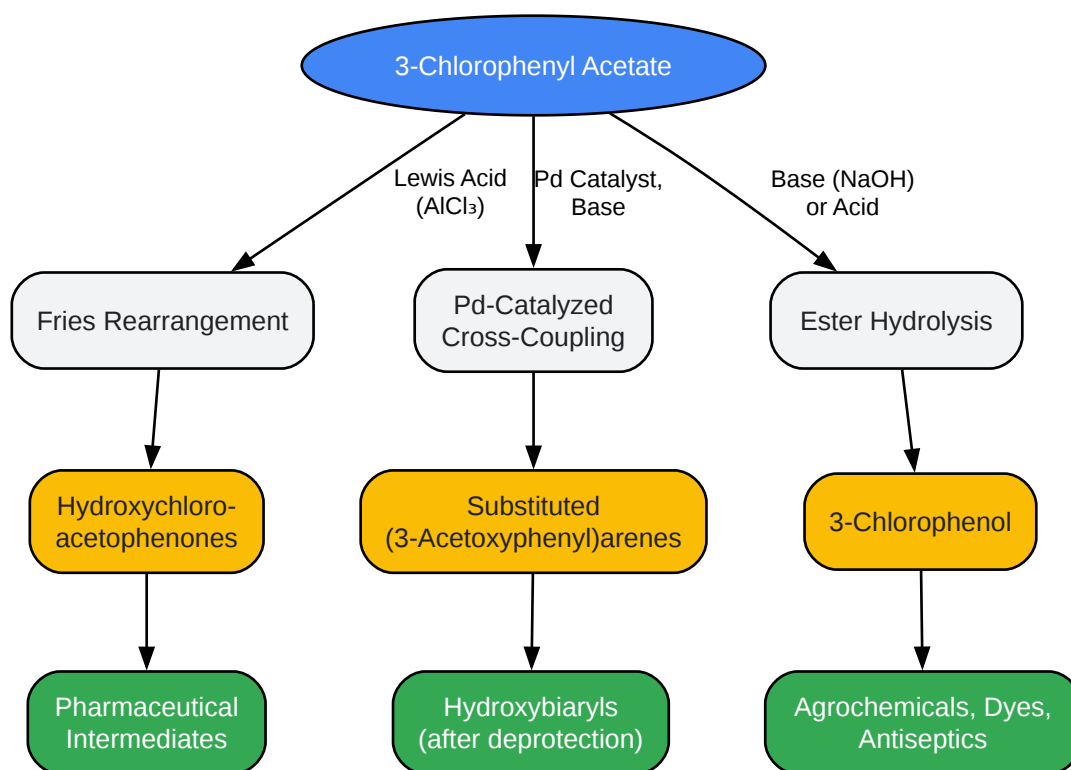 3-Chlorophenyl Acetate
Lewis Acid
(AlCl₃)
Pd Catalyst,
Base
Base (NaOH)
or Acid
Fries Rearrangement
Pd-Catalyzed
Cross-Coupling
Ester Hydrolysis
Hydroxychloro-
acetophenones
Substituted
(3-Acetoxyphenyl)arenes
3-Chlorophenol
Pharmaceutical
Intermediates
Hydroxybiaryls
(after deprotection)
Agrochemicals, Dyes,
Antiseptics